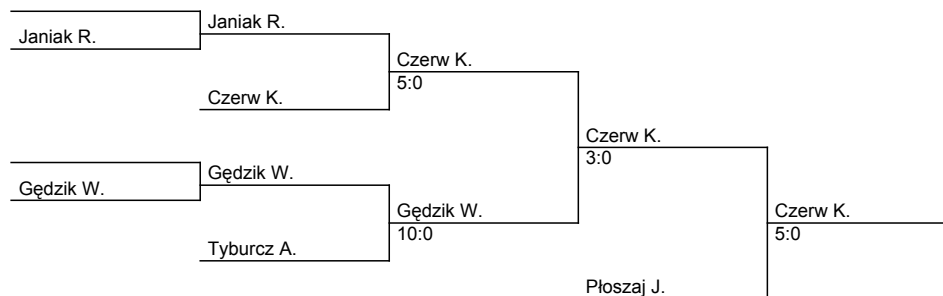 Janiak R.
Janiak R.
Czerw K.
5:0
Czerw K.
Czerw K.
3:0
Gędzik W.
Gędzik W.
Gędzik W.
10:0
Czerw K.
5:0
Tyburcz A.
Płoszaj J.